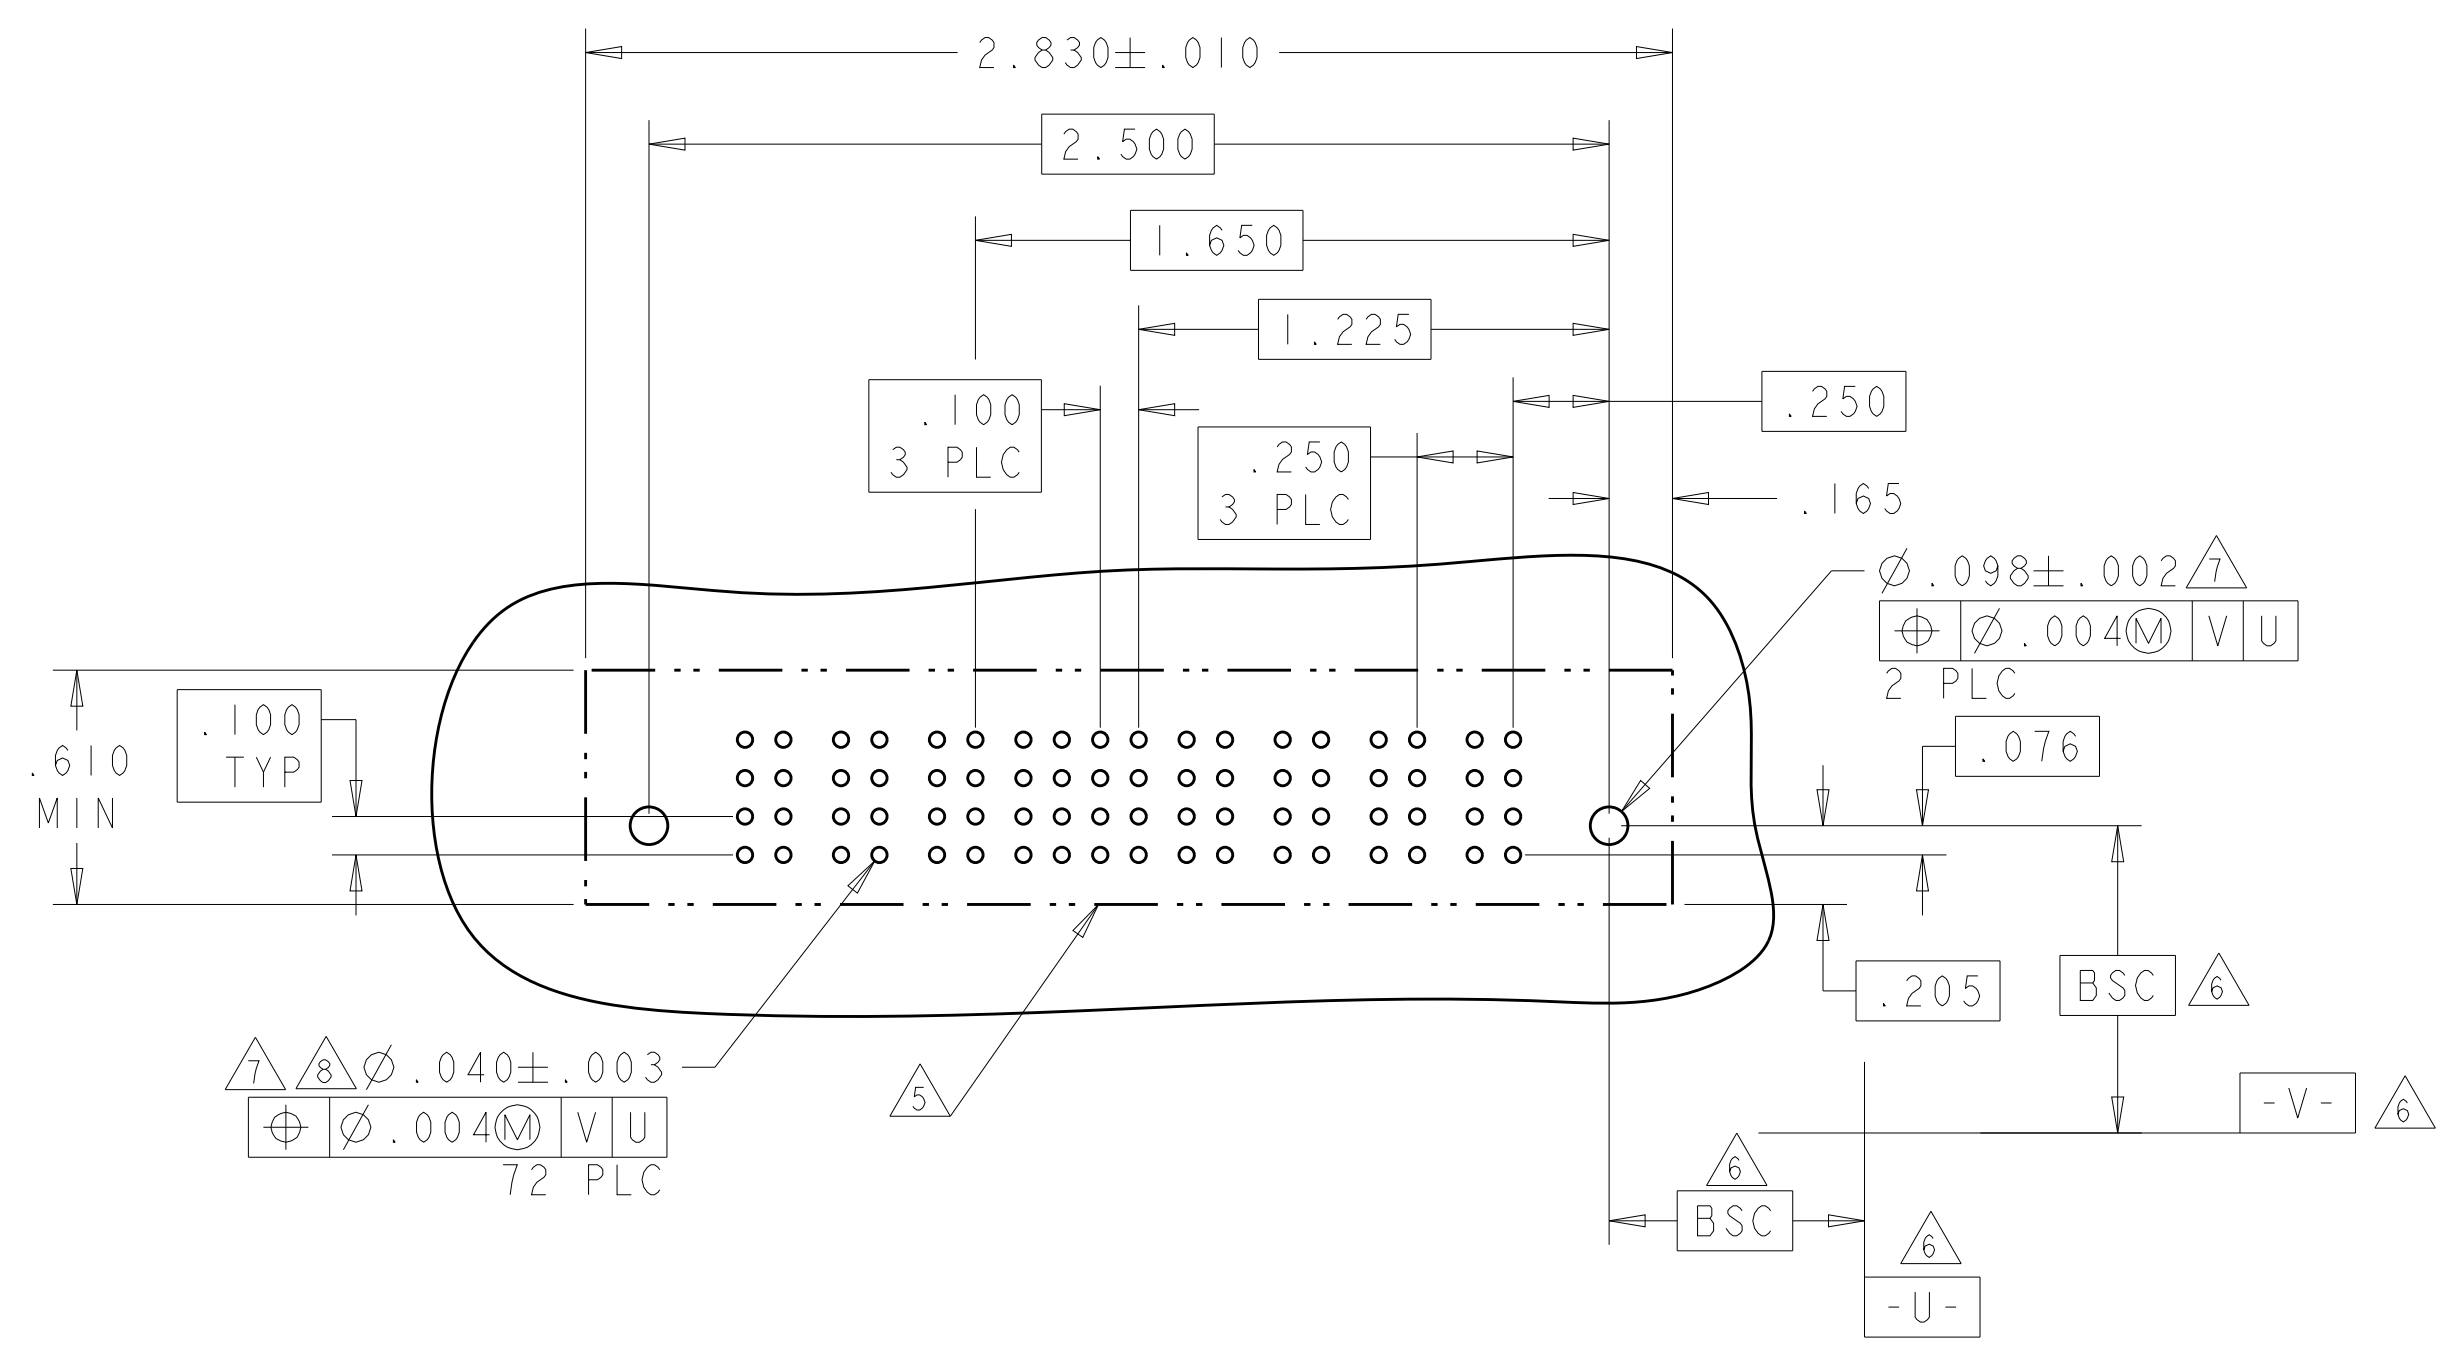 2.830±.010
2.500
1.650
1.225
.100
3 PLC
.250
3 PLC
.250
.165
Ø.098±.002 7
⌖ Ø.004Ⓜ V U
2 PLC
.076
.100
TYP
.610
MIN
.205
BSC 6
7 8 Ø.040±.003
⌖ Ø.004Ⓜ V U
72 PLC
5
-V- 6
6
BSC
6
-U-